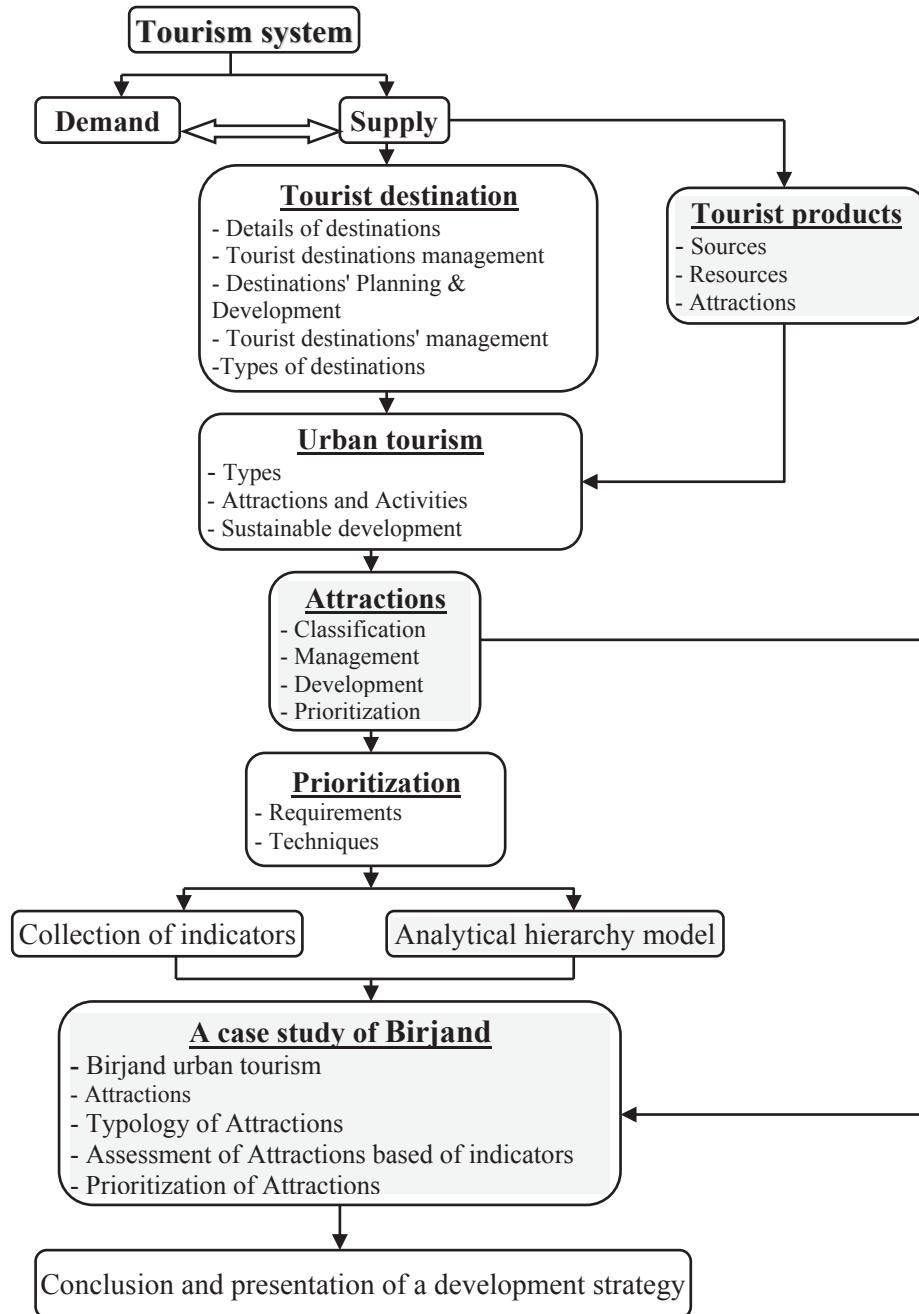 Tourism system
Demand
Supply
Tourist destination
- Details of destinations
- Tourist destinations management
- Destinations' Planning &
Development
- Tourist destinations' management
-Types of destinations
Tourist products
- Sources
- Resources
- Attractions
Urban tourism
- Types
- Attractions and Activities
- Sustainable development
Attractions
- Classification
- Management
- Development
- Prioritization
Prioritization
- Requirements
- Techniques
Collection of indicators
Analytical hierarchy model
A case study of Birjand
- Birjand urban tourism
- Attractions
- Typology of Attractions
- Assessment of Attractions based of indicators
- Prioritization of Attractions
Conclusion and presentation of a development strategy